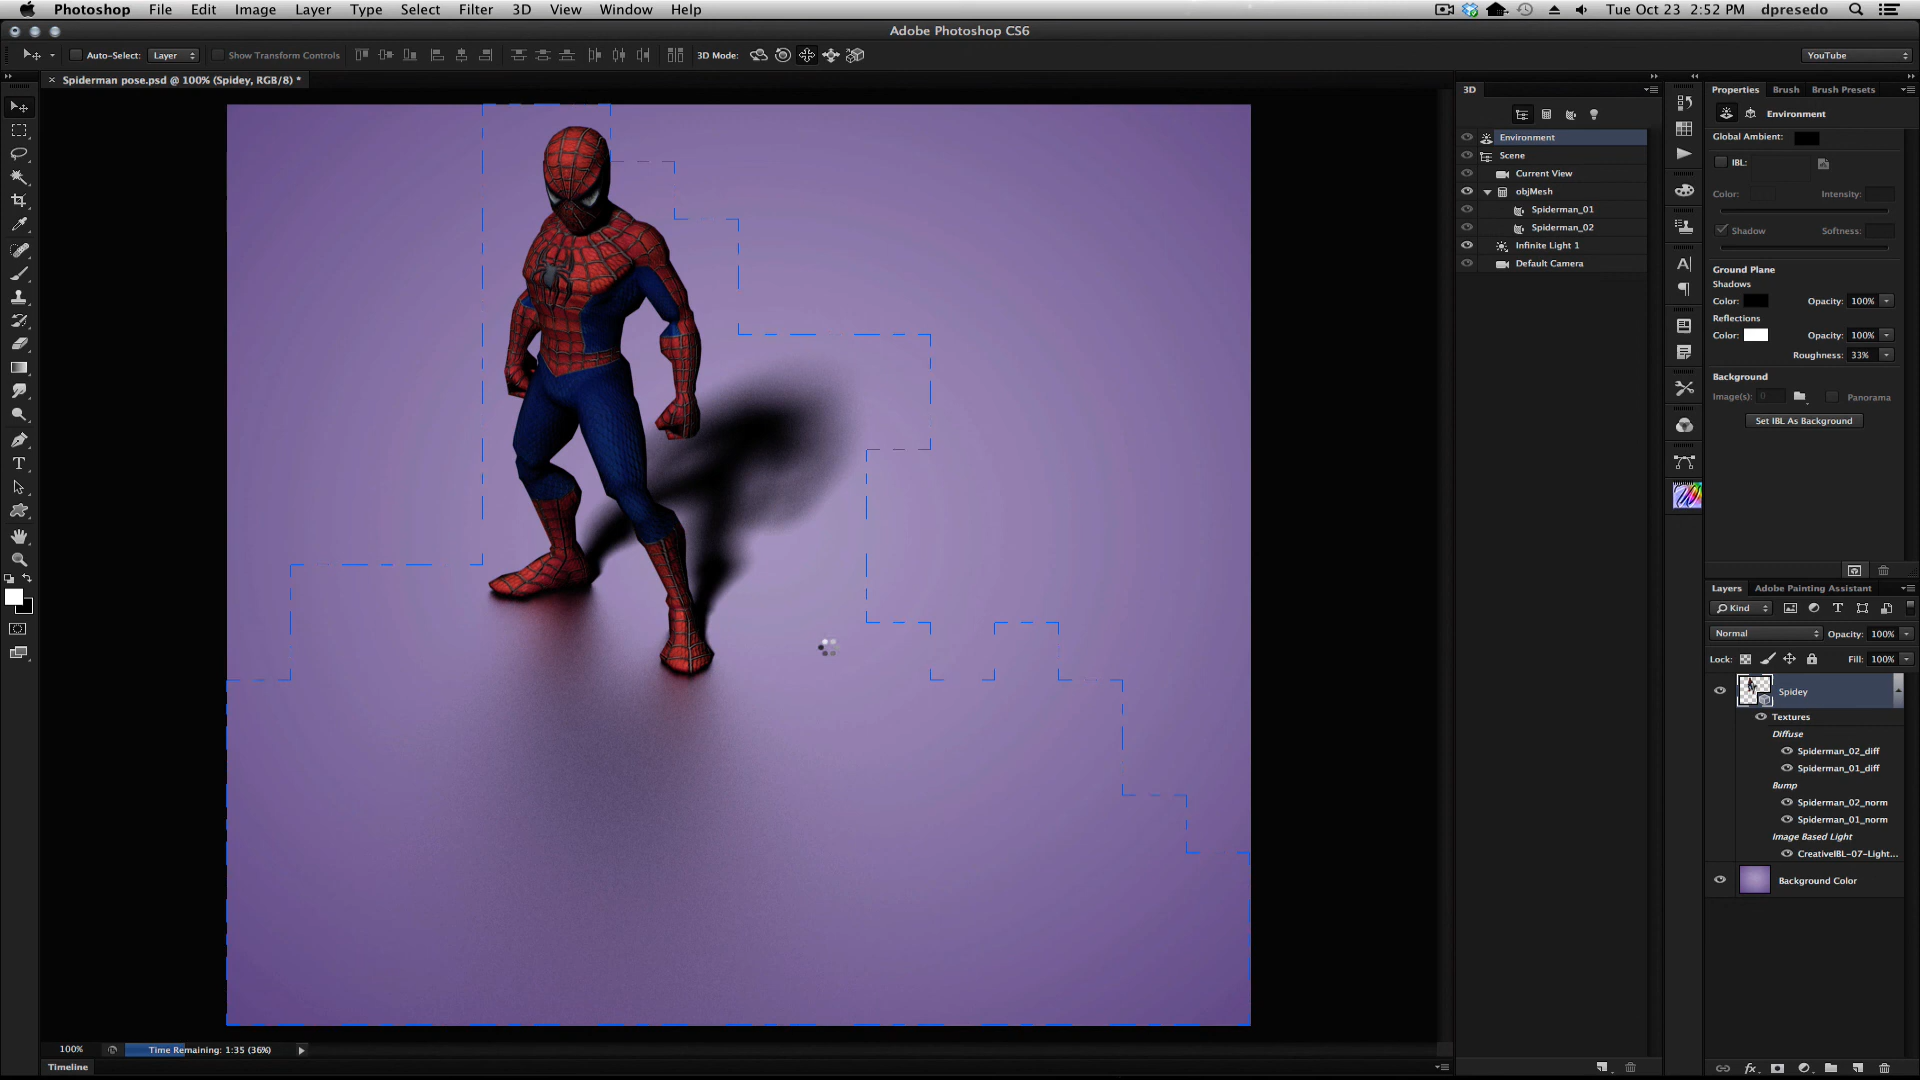 Photoshop File Edit Image Layer Type Select Filter 3D View Window Help Tue Oct 23 2:52 PM dpresedo
Adobe Photoshop CS6
Auto-Select: Layer Show Transform Controls 3D Mode: YouTube
Spiderman pose.psd @ 100% (Spidey, RGB/8) *
3D
Environment
Scene
Current View
objMesh
Spiderman_01
Spiderman_02
Infinite Light 1
Default Camera
Properties Brush Brush Presets
Environment
Global Ambient:
IBL:
Color: Intensity:
Shadow Softness:
Ground Plane
Shadows
Color: Opacity: 100%
Reflections
Color: Opacity: 100%
Roughness: 33%
Background
Image(s): 0 Panorama
Set IBL As Background
Layers Adobe Painting Assistant
Kind
Normal Opacity: 100%
Lock: Fill: 100%
Spidey
Textures
Diffuse
Spiderman_02_diff
Spiderman_01_diff
Bump
Spiderman_02_norm
Spiderman_01_norm
Image Based Light
CreativeIBL-07-Light...
Background Color
100% Time Remaining: 1:35 (36%)
Timeline